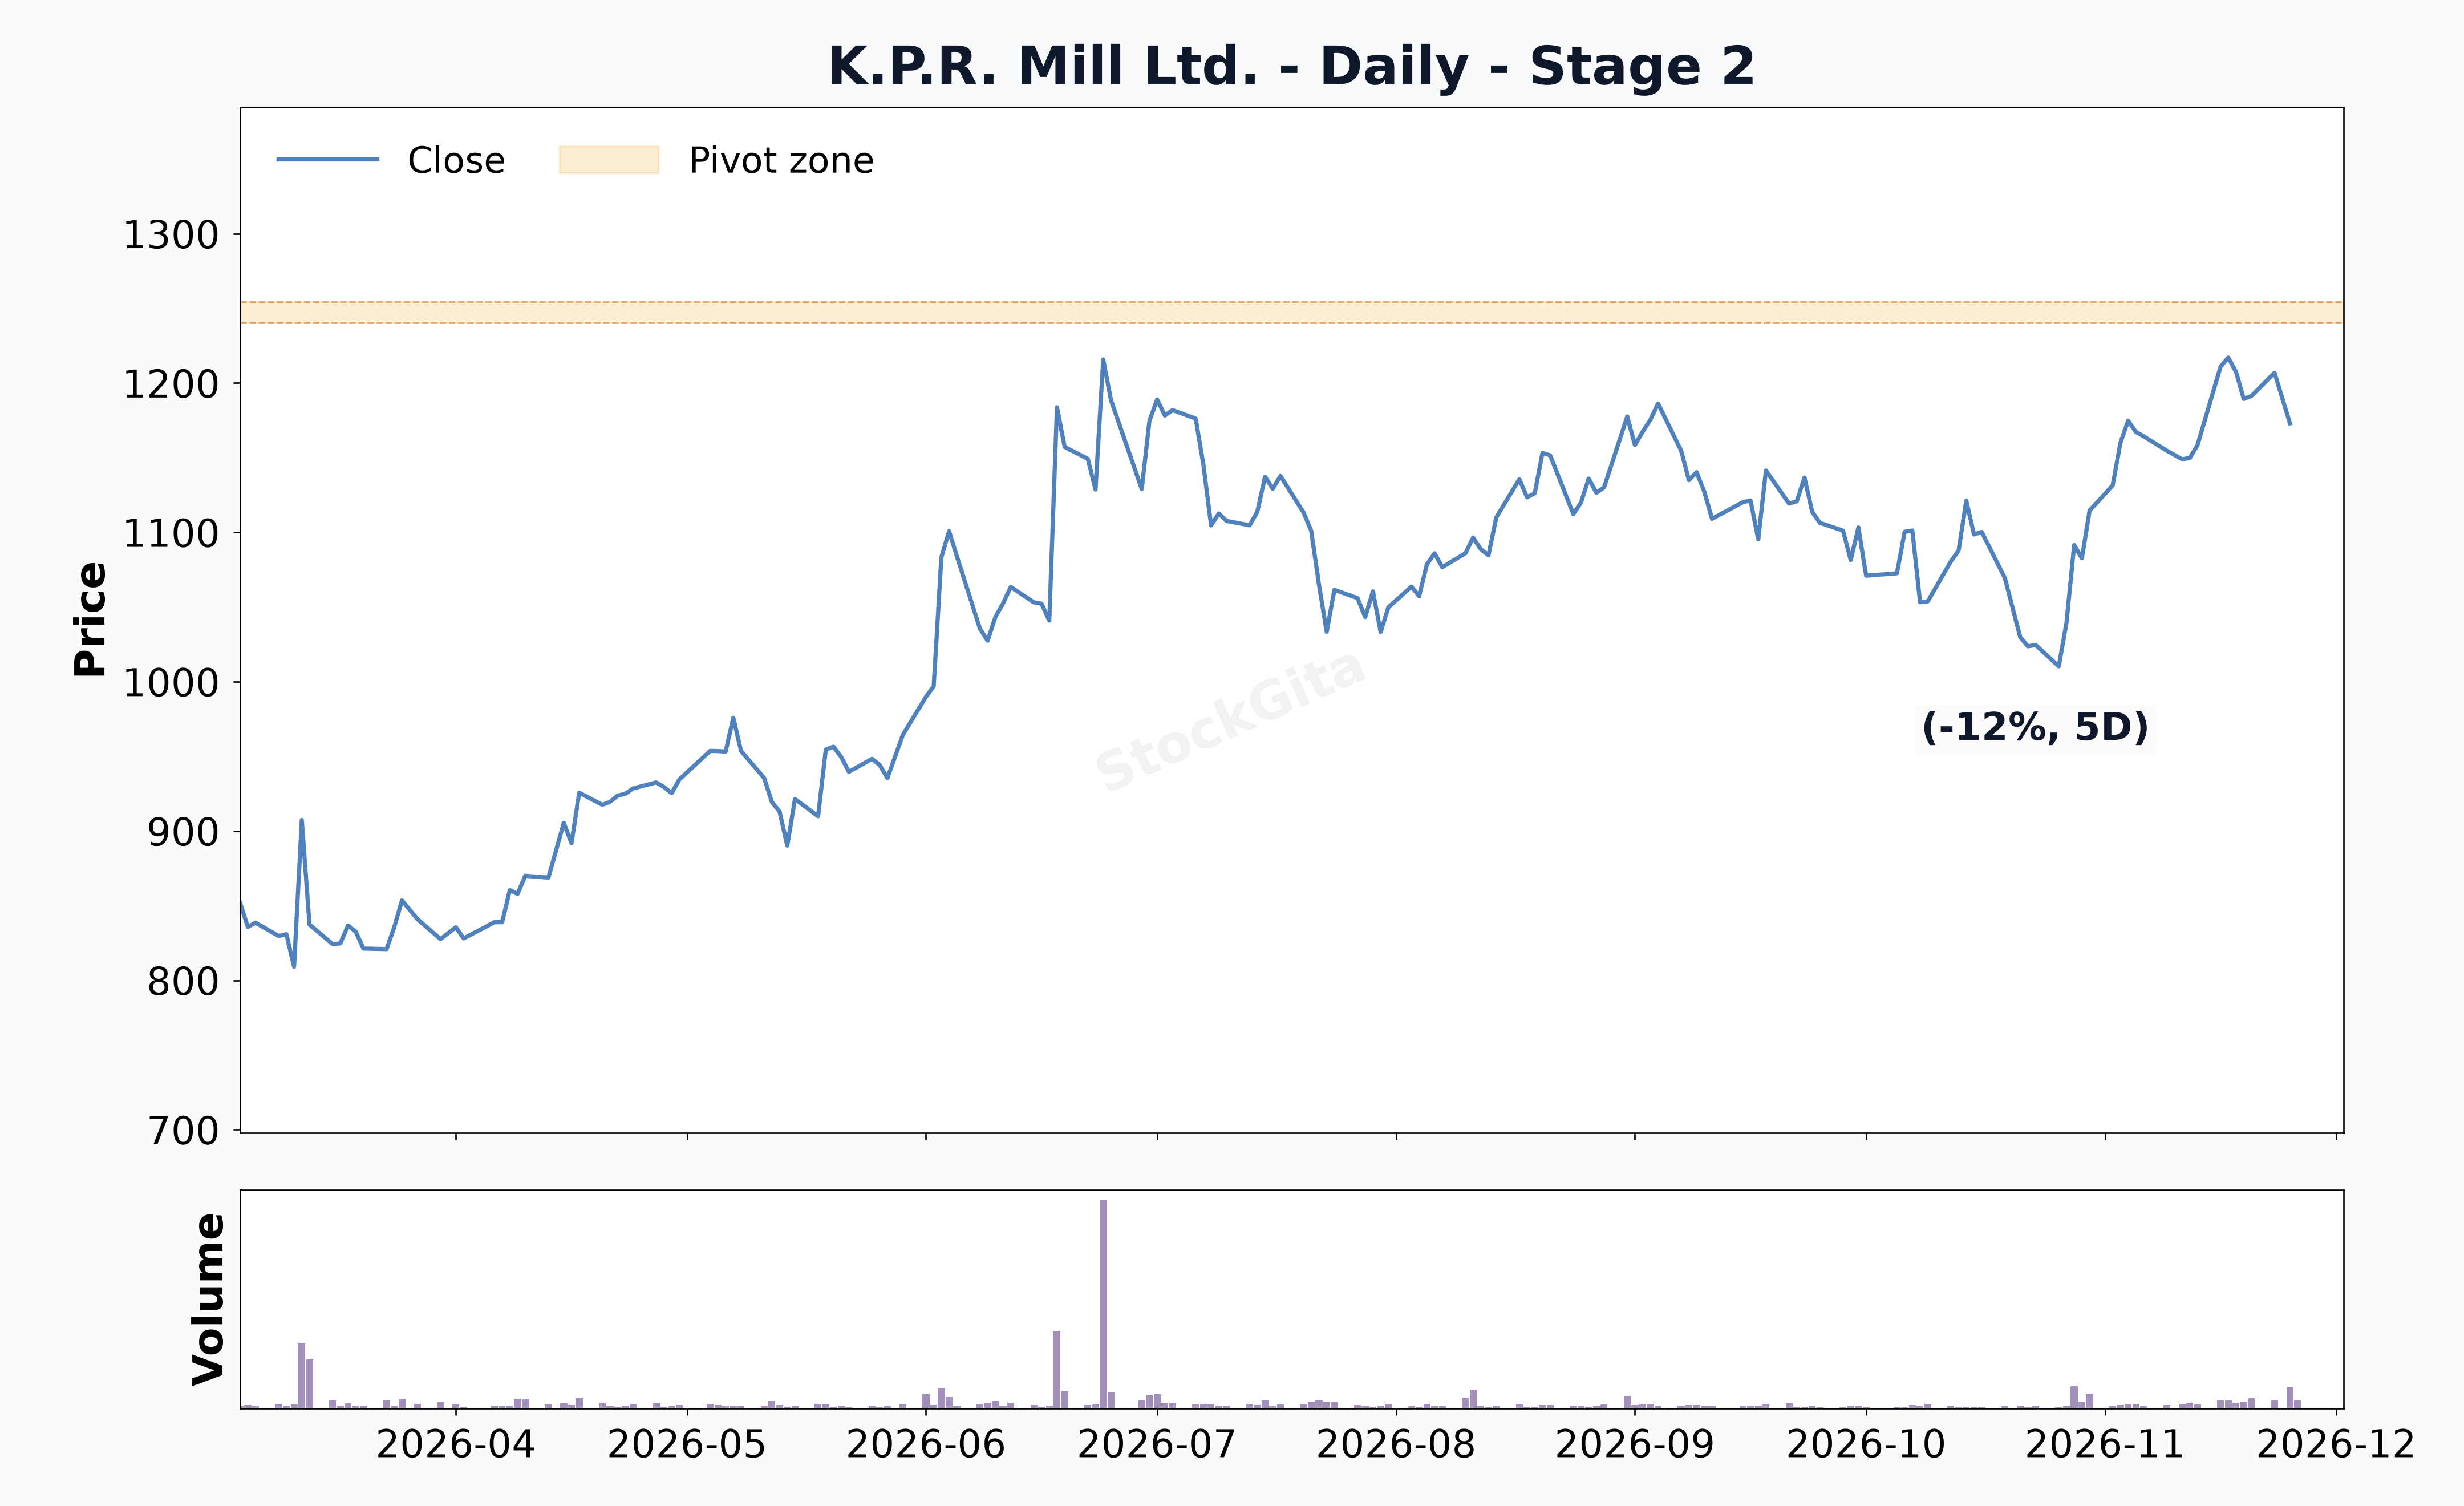 K.P.R. Mill Ltd. - Daily - Stage 2
Close
Pivot zone
1300
1200
1100
1000
900
800
700
Price
StockGita
(-12%, 5D)
Volume
2026-04
2026-05
2026-06
2026-07
2026-08
2026-09
2026-10
2026-11
2026-12